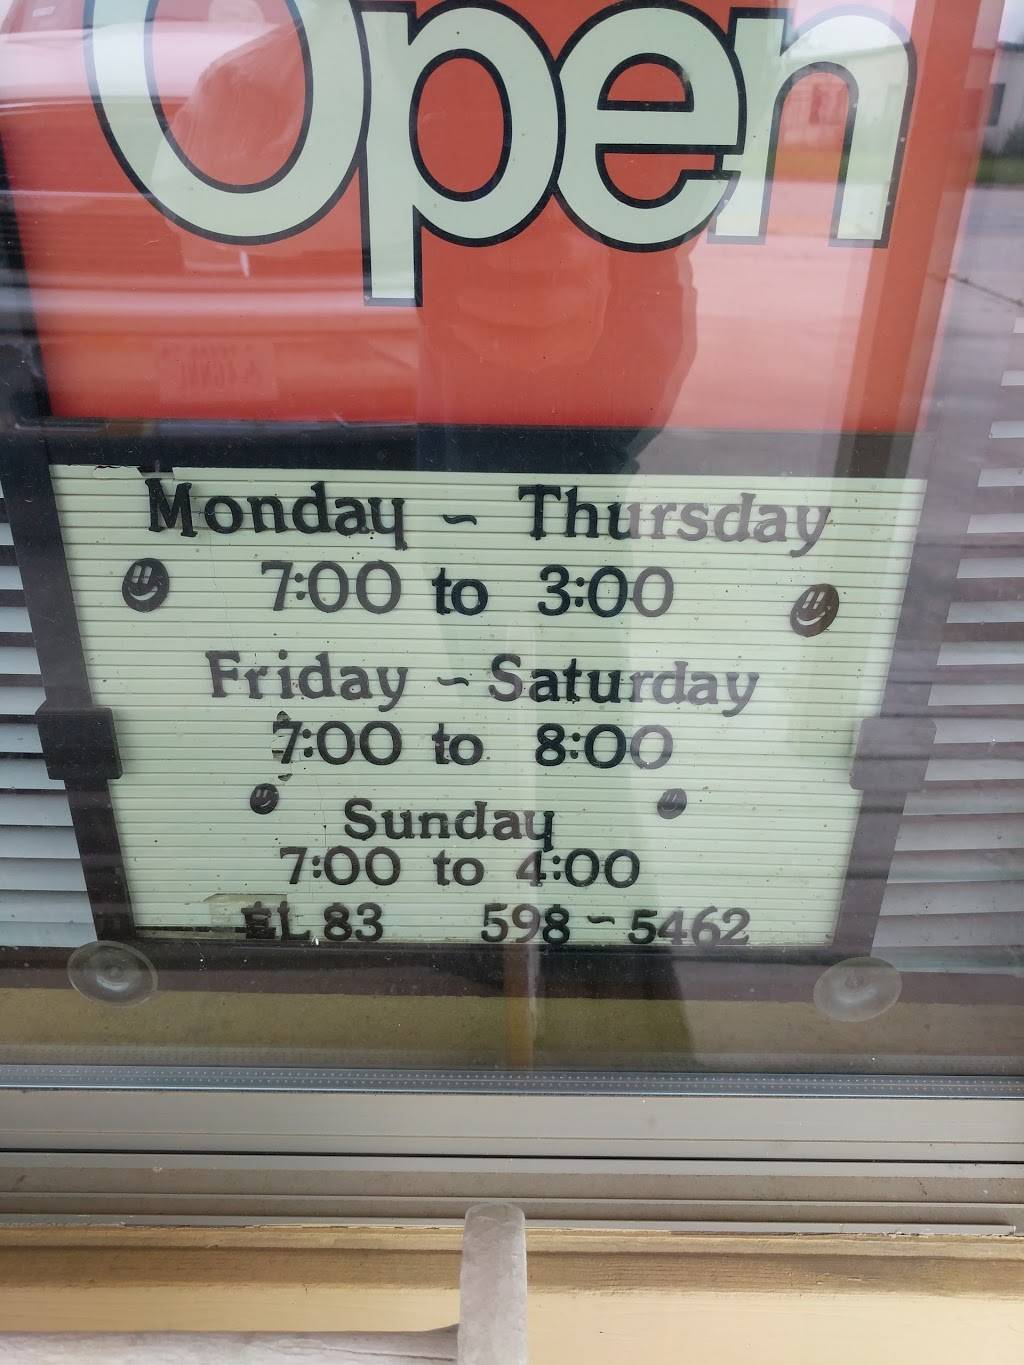 Open
Monday ~ Thursday
7:00 to 3:00
Friday ~ Saturday
7:00 to 8:00
Sunday
7:00 to 4:00
EL 83 598 ~ 5462